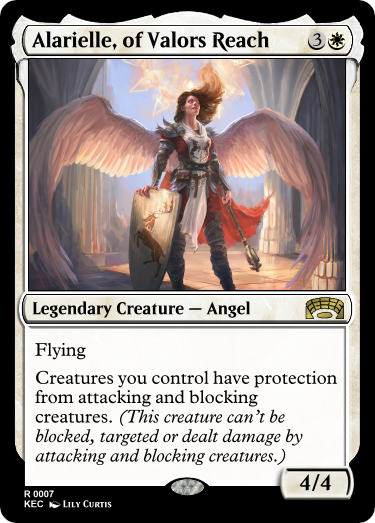 Alarielle, of Valors Reach 3
Legendary Creature — Angel
Flying
Creatures you control have protection
from attacking and blocking
creatures. (This creature can't be
blocked, targeted or dealt damage by
attacking and blocking creatures.)
4/4
R 0007
KEC Lily Curtis